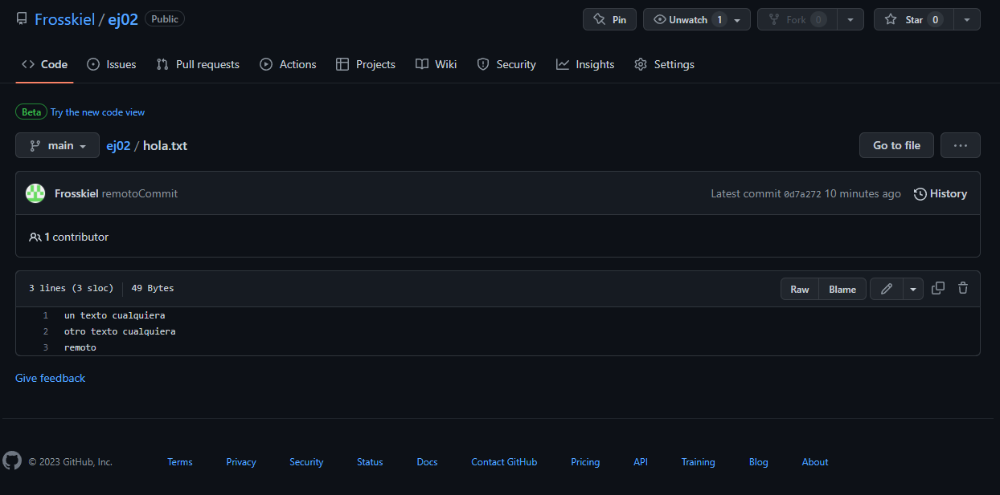 Frosskiel / ej02 Public
Pin
Unwatch 1
Fork 0
Star 0
Code Issues Pull requests Actions Projects Wiki Security Insights Settings
Beta Try the new code view
main ej02 / hola.txt
Go to file ...
Frosskiel remotoCommit
Latest commit 0d7a272 10 minutes ago History
1 contributor
3 lines (3 sloc) 49 Bytes
Raw Blame
1 un texto cualquiera
2 otro texto cualquiera
3 remoto
Give feedback
© 2023 GitHub, Inc. Terms Privacy Security Status Docs Contact GitHub Pricing API Training Blog About